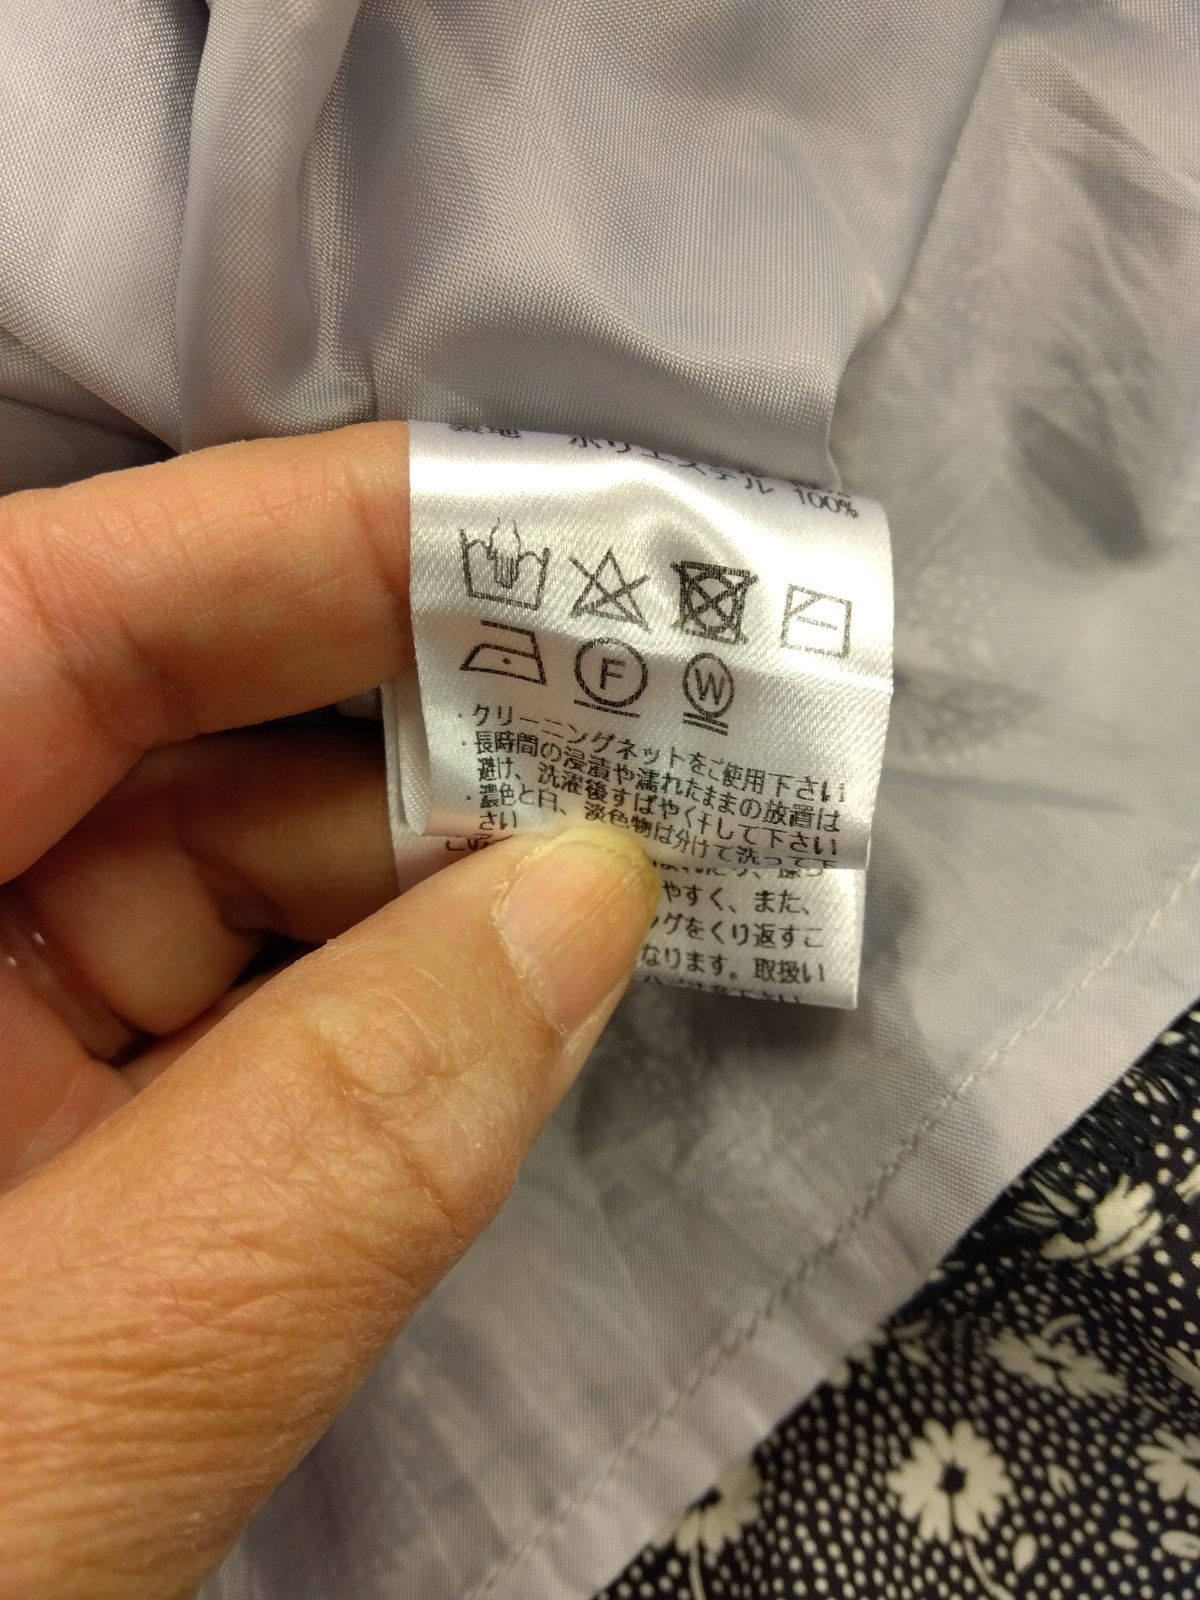 裏地 ポリエステル 100%
F W
・クリーニングネットをご使用下さい
・長時間の浸漬や濡れたままの放置は
避け、洗濯後すばやく干して下さい
・濃色と白、淡色物は分けて洗って下
さい
やすく、また、
グをくり返すこ
なります。取扱い